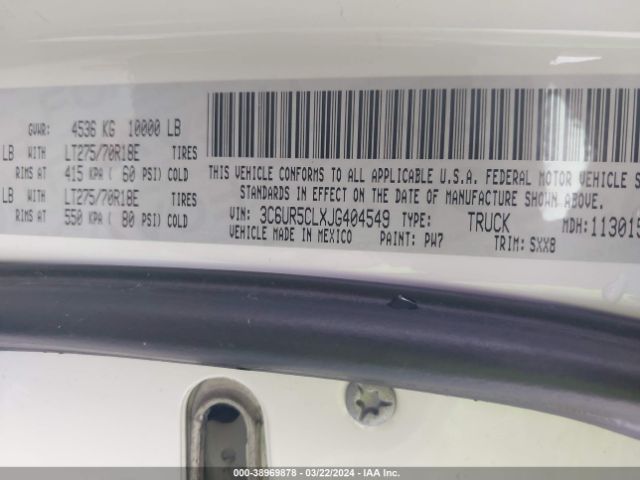 GVWR: 4536 KG 10000 LB
LB WITH LT275/70R18E TIRES
RIMS AT 415 KPA ( 60 PSI) COLD
LB WITH LT275/70R18E TIRES
RIMS AT 550 KPA ( 80 PSI) COLD
THIS VEHICLE CONFORMS TO ALL APPLICABLE U.S.A. FEDERAL MOTOR VEHICLE S
STANDARDS IN EFFECT ON THE DATE OF MANUFACTURE SHOWN ABOVE.
VIN: 3C6UR5CLXJG404549 TYPE: TRUCK MDH: 113015
VEHICLE MADE IN MEXICO PAINT: PW7 TRIM: SXX8
000-38969878 - 03/22/2024 - IAA Inc.